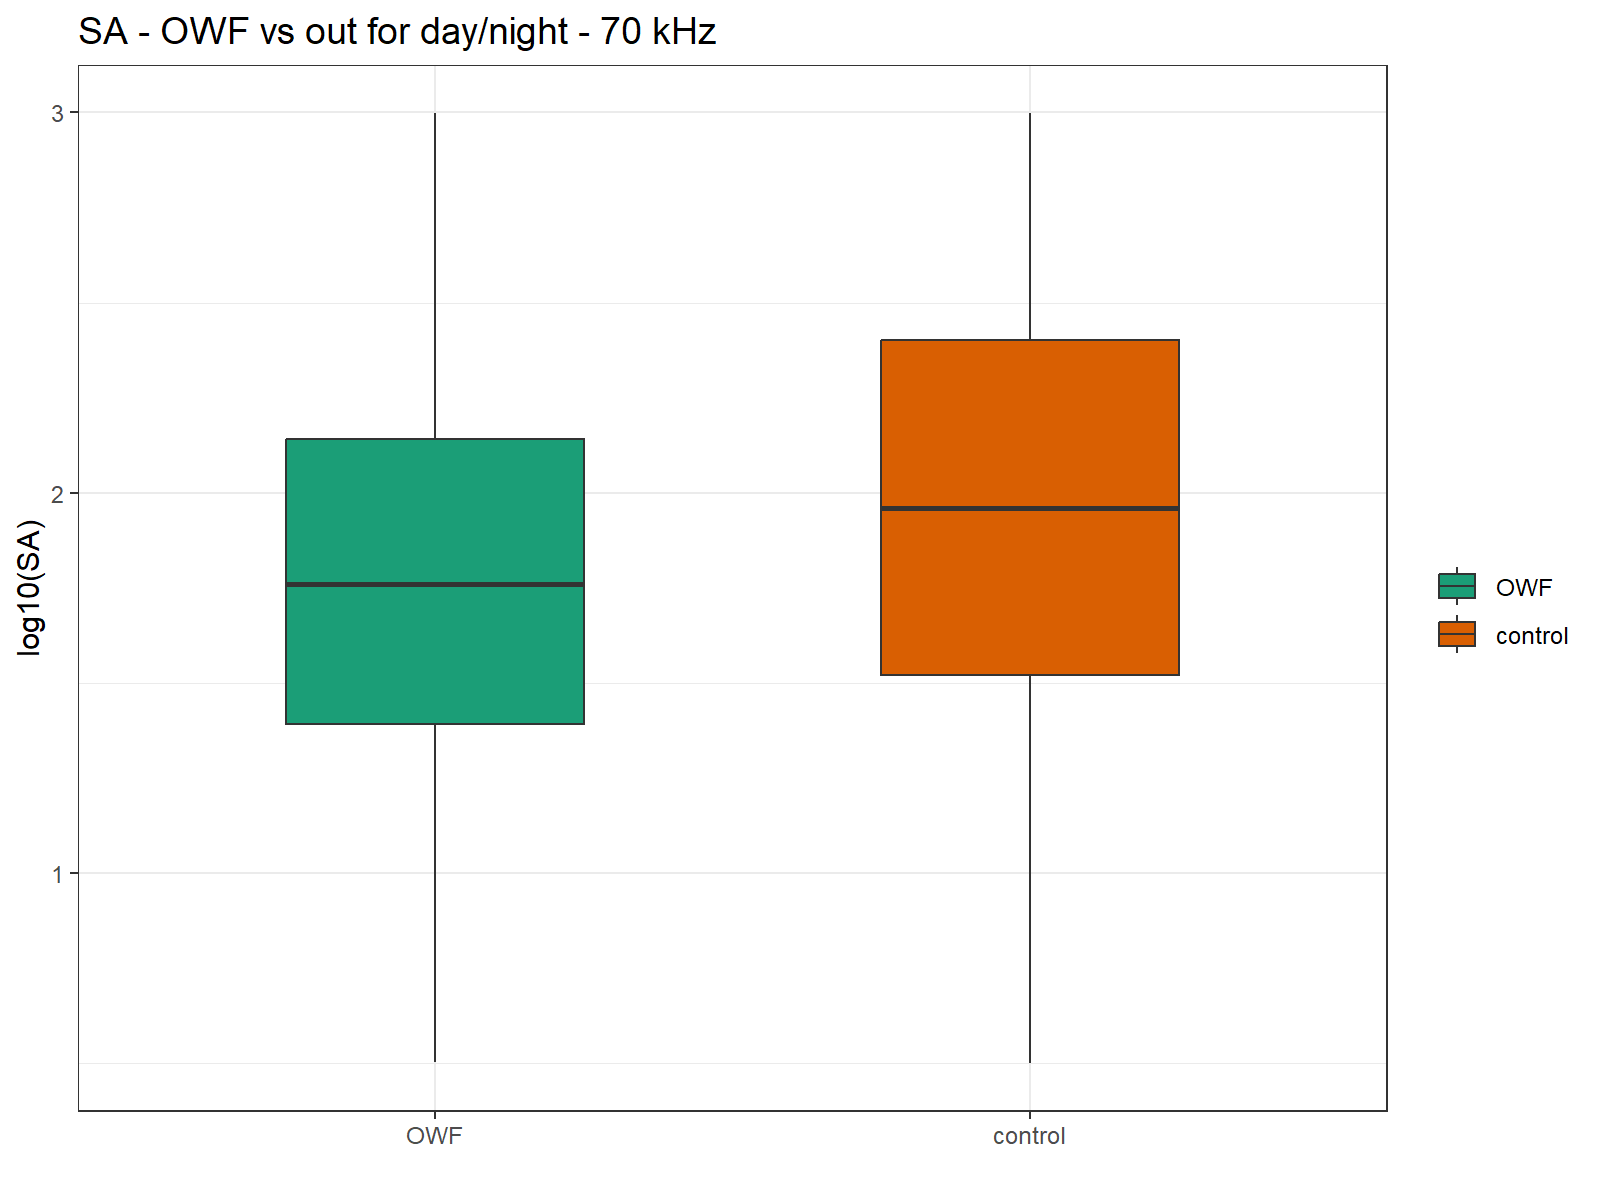 SA - OWF vs out for day/night - 70 kHz
log10(SA)
3
2
1
OWF
control
OWF
control